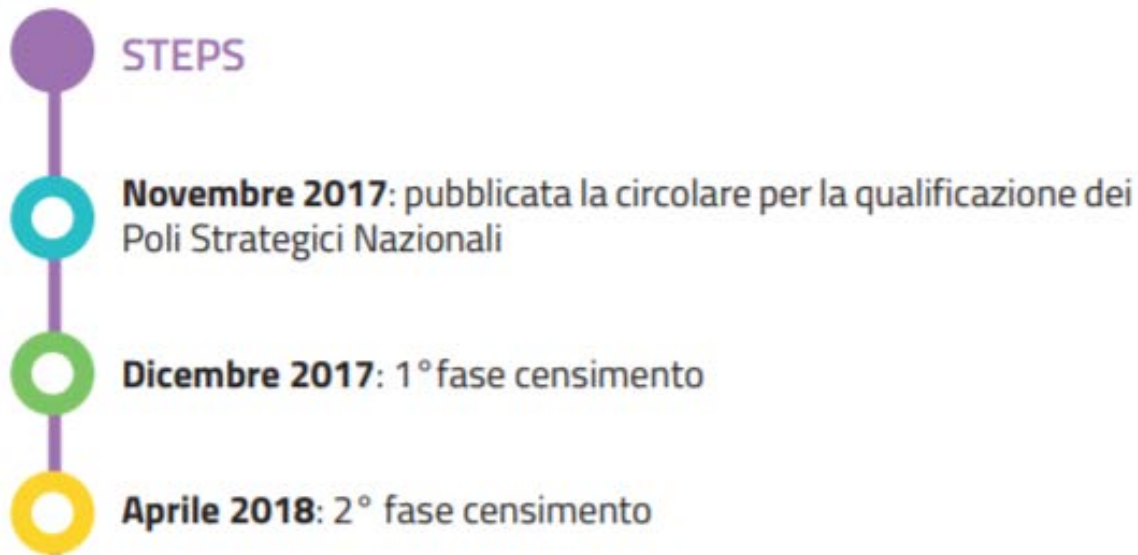 STEPS
Novembre 2017: pubblicata la circolare per la qualificazione dei
Poli Strategici Nazionali
Dicembre 2017: 1°fase censimento
Aprile 2018: 2° fase censimento